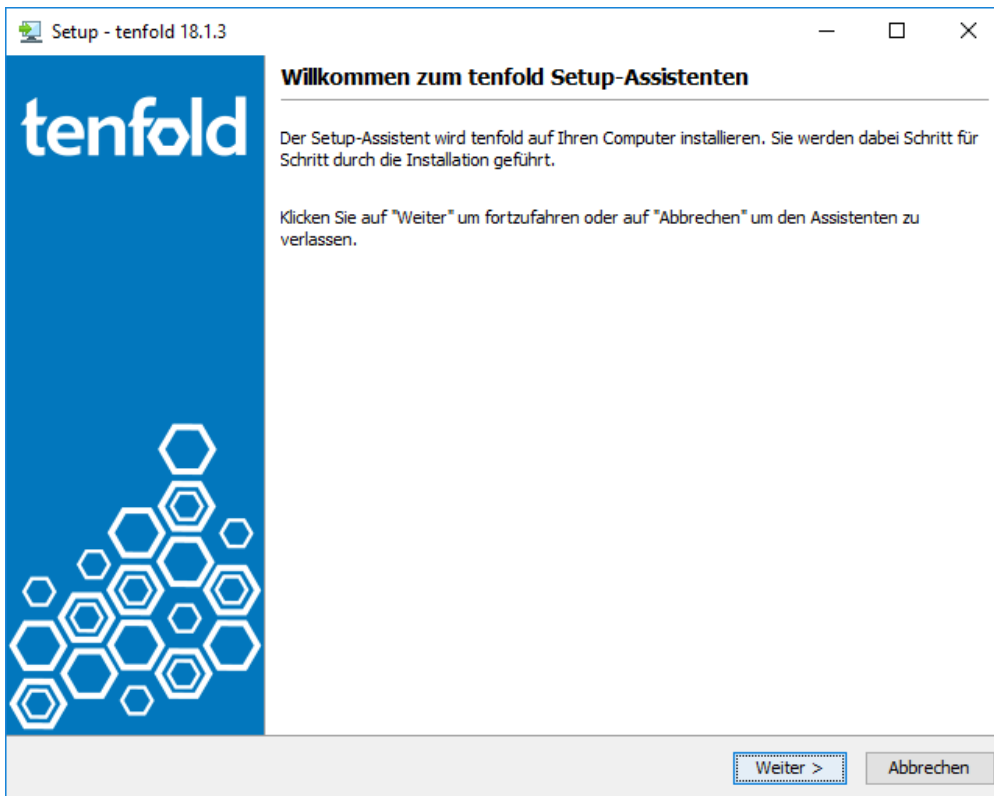 Setup - tenfold 18.1.3
tenfold
Willkommen zum tenfold Setup-Assistenten
Der Setup-Assistent wird tenfold auf Ihren Computer installieren. Sie werden dabei Schritt für
Schritt durch die Installation geführt.
Klicken Sie auf "Weiter" um fortzufahren oder auf "Abbrechen" um den Assistenten zu
verlassen.
Weiter >
Abbrechen